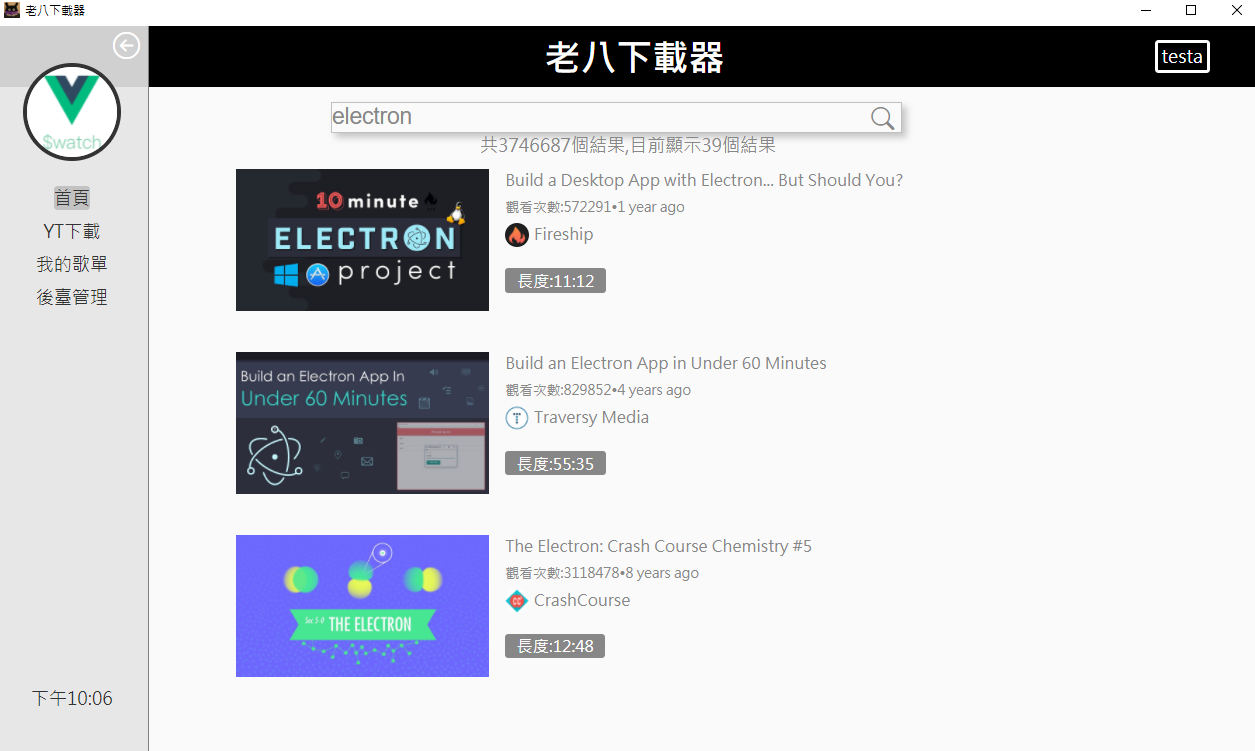 老八下載器
老八下載器
testa
$watch
首頁
YT下載
我的歌單
後臺管理
下午10:06
electron
共3746687個結果,目前顯示39個結果
10 minute
ELECTRON
project
Build a Desktop App with Electron... But Should You?
觀看次數:572291•1 year ago
Fireship
長度:11:12
Build an Electron App In
Under 60 Minutes
Build an Electron App in Under 60 Minutes
觀看次數:829852•4 years ago
Traversy Media
長度:55:35
THE ELECTRON
The Electron: Crash Course Chemistry #5
觀看次數:3118478•8 years ago
CC
CrashCourse
長度:12:48